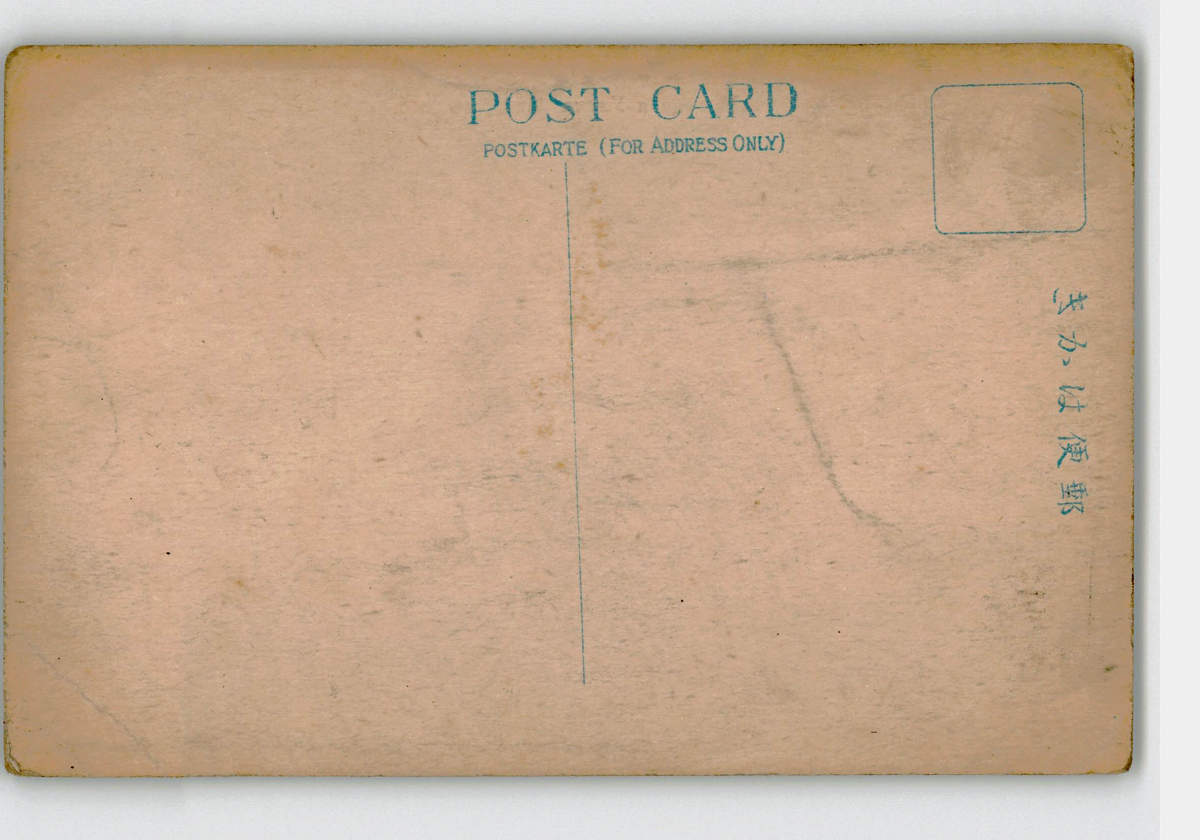 POST CARD
POSTKARTE (FOR ADDRESS ONLY)
郵便はかき